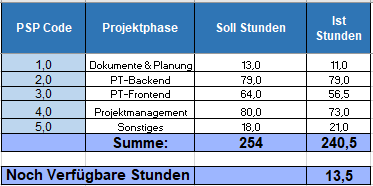 PSP Code Projektphase Soll Stunden Ist Stunden
1,0 Dokumente & Planung 13,0 11,0
2,0 PT-Backend 79,0 79,0
3,0 PT-Frontend 64,0 56,5
4,0 Projektmanagement 80,0 73,0
5,0 Sonstiges 18,0 21,0
Summe: 254 240,5
Noch Verfügbare Stunden 13,5